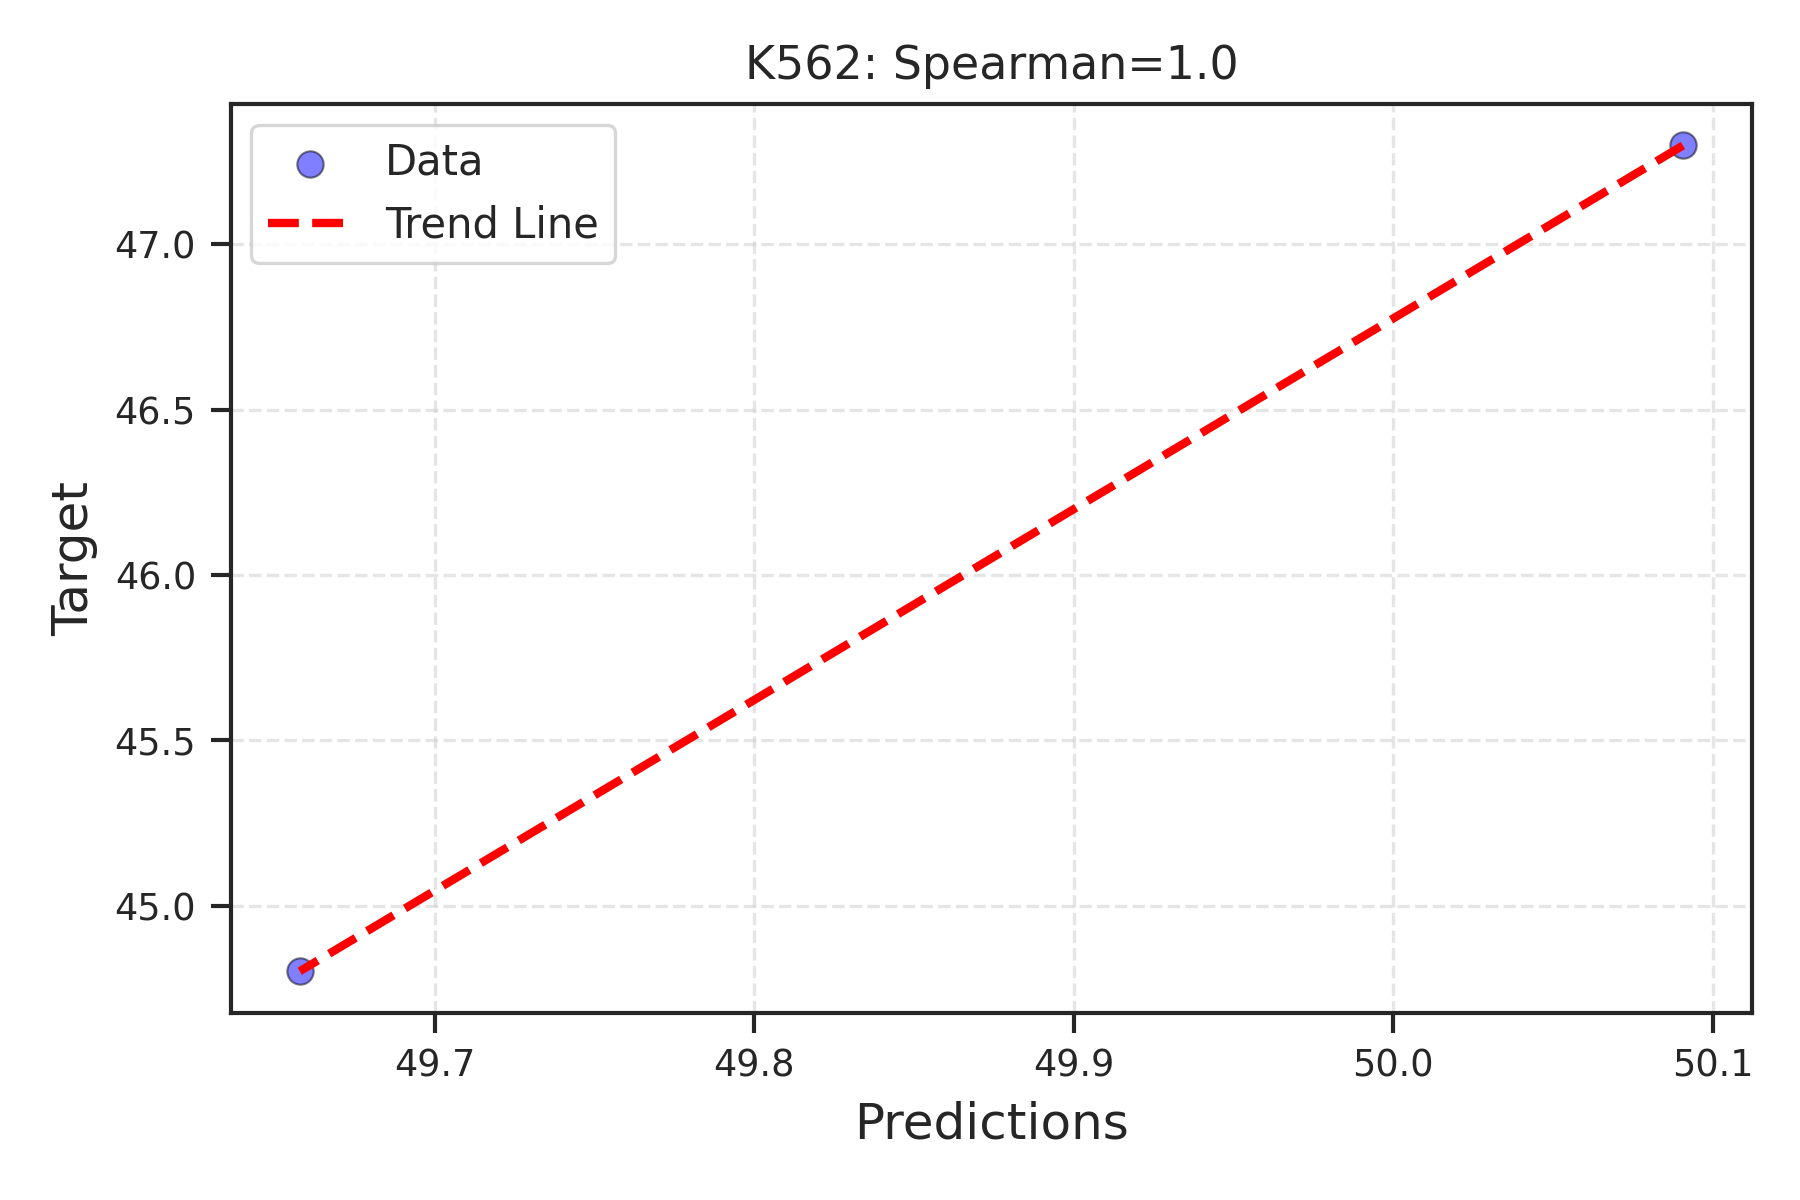 K562: Spearman=1.0
Data
Trend Line
47.0
46.5
46.0
45.5
45.0
Target
49.7 49.8 49.9 50.0 50.1
Predictions